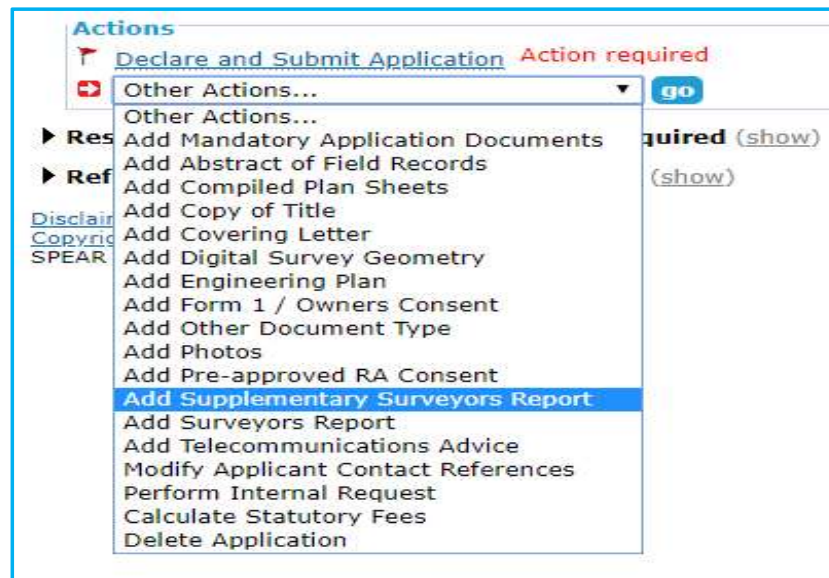 Actions
Declare and Submit Application Action required
Other Actions... go
Other Actions...
Add Mandatory Application Documents
Res quired (show)
Add Abstract of Field Records
Add Compiled Plan Sheets
Ref (show)
Add Copy of Title
Disclair
Add Covering Letter
Copyrig
Add Digital Survey Geometry
SPEAR
Add Engineering Plan
Add Form 1 / Owners Consent
Add Other Document Type
Add Photos
Add Pre-approved RA Consent
Add Supplementary Surveyors Report
Add Surveyors Report
Add Telecommunications Advice
Modify Applicant Contact References
Perform Internal Request
Calculate Statutory Fees
Delete Application